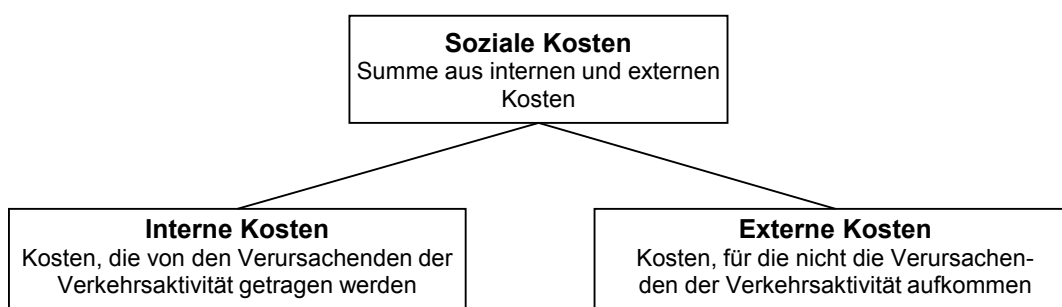 Soziale Kosten
Summe aus internen und externen
Kosten
Interne Kosten
Kosten, die von den Verursachenden der
Verkehrsaktivität getragen werden
Externe Kosten
Kosten, für die nicht die Verursachen-
den der Verkehrsaktivität aufkommen